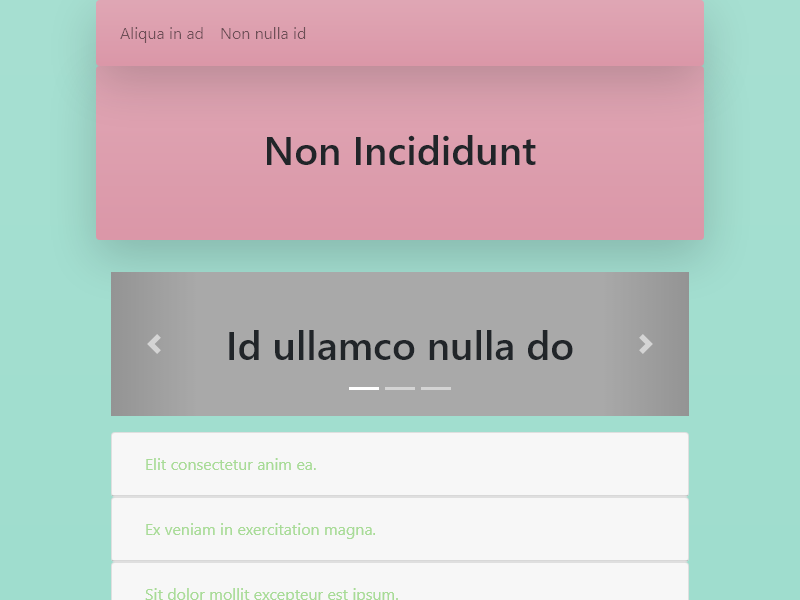 Aliqua in ad Non nulla id
Non Incididunt
Id ullamco nulla do
Elit consectetur anim ea.
Ex veniam in exercitation magna.
Sit dolor mollit excepteur est ipsum.